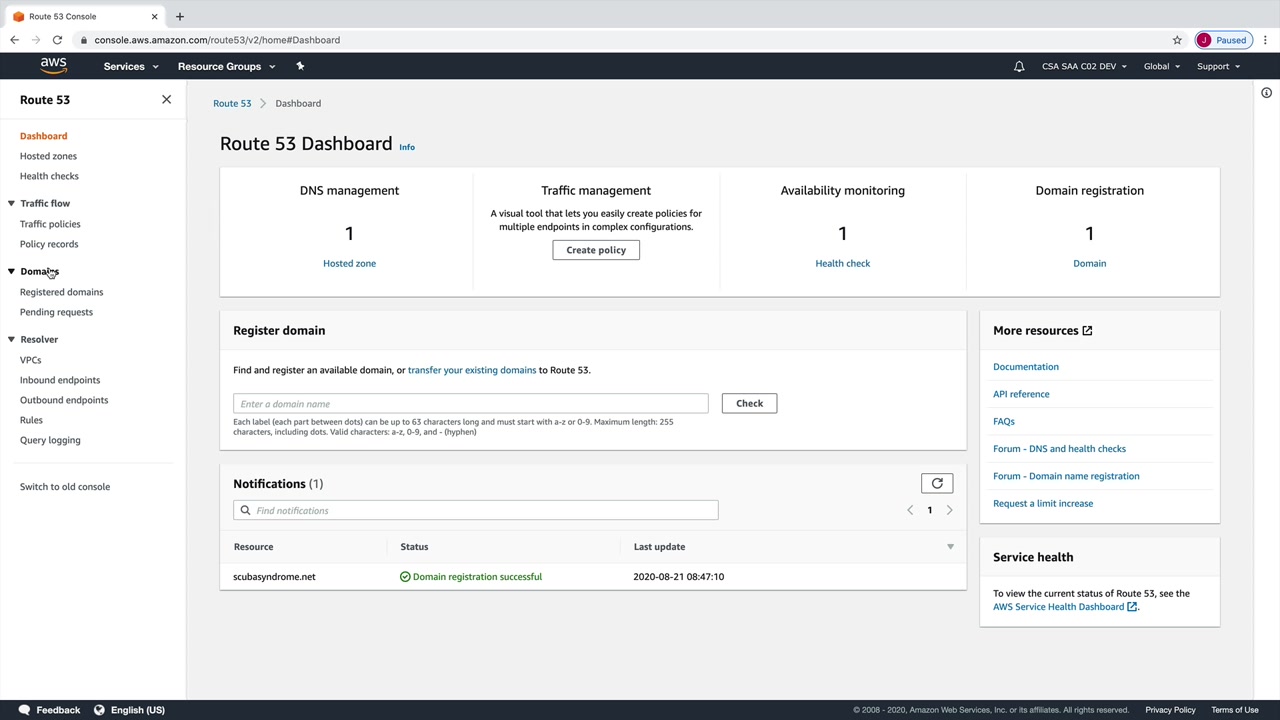 Route 53 Console
console.aws.amazon.com/route53/v2/home#Dashboard
J Paused
aws Services Resource Groups CSA SAA C02 DEV Global Support
Route 53
Dashboard
Hosted zones
Health checks
Traffic flow
Traffic policies
Policy records
Domains
Registered domains
Pending requests
Resolver
VPCs
Inbound endpoints
Outbound endpoints
Rules
Query logging
Switch to old console
Route 53 Dashboard
Route 53 Dashboard Info
DNS management
1
Hosted zone
Traffic management
A visual tool that lets you easily create policies for
multiple endpoints in complex configurations.
Create policy
Availability monitoring
1
Health check
Domain registration
1
Domain
Register domain
Find and register an available domain, or transfer your existing domains to Route 53.
Enter a domain name
Check
Each label (each part between dots) can be up to 63 characters long and must start with a-z or 0-9. Maximum length: 255
characters, including dots. Valid characters: a-z, 0-9, and - (hyphen)
Notifications (1)
Find notifications
1
Resource Status Last update
scubasyndrome.net Domain registration successful 2020-08-21 08:47:10
More resources
Documentation
API reference
FAQs
Forum - DNS and health checks
Forum - Domain name registration
Request a limit increase
Service health
To view the current status of Route 53, see the
AWS Service Health Dashboard.
Feedback English (US) © 2008 - 2020, Amazon Web Services, Inc. or its affiliates. All rights reserved. Privacy Policy Terms of Use